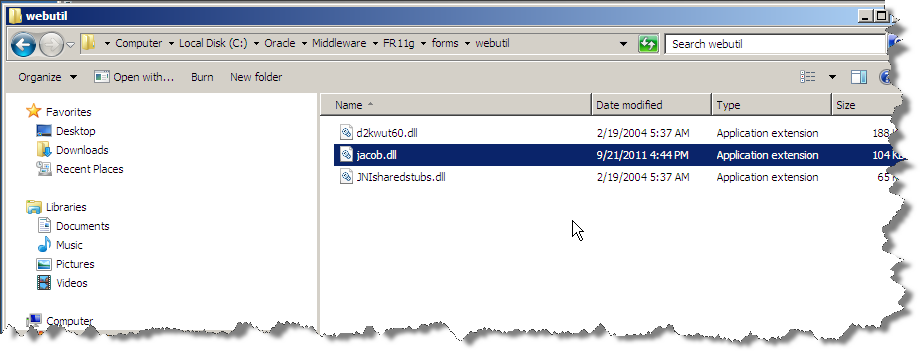 webutil
Computer Local Disk (C:) Oracle Middleware FR11g forms webutil Search webutil
Organize Open with... Burn New folder
Favorites
Desktop
Downloads
Recent Places
Libraries
Documents
Music
Pictures
Videos
Computer
Name Date modified Type Size
d2kwut60.dll 2/19/2004 5:37 AM Application extension 188
jacob.dll 9/21/2011 4:44 PM Application extension 104 KB
JNIsharedstubs.dll 2/19/2004 5:37 AM Application extension 65